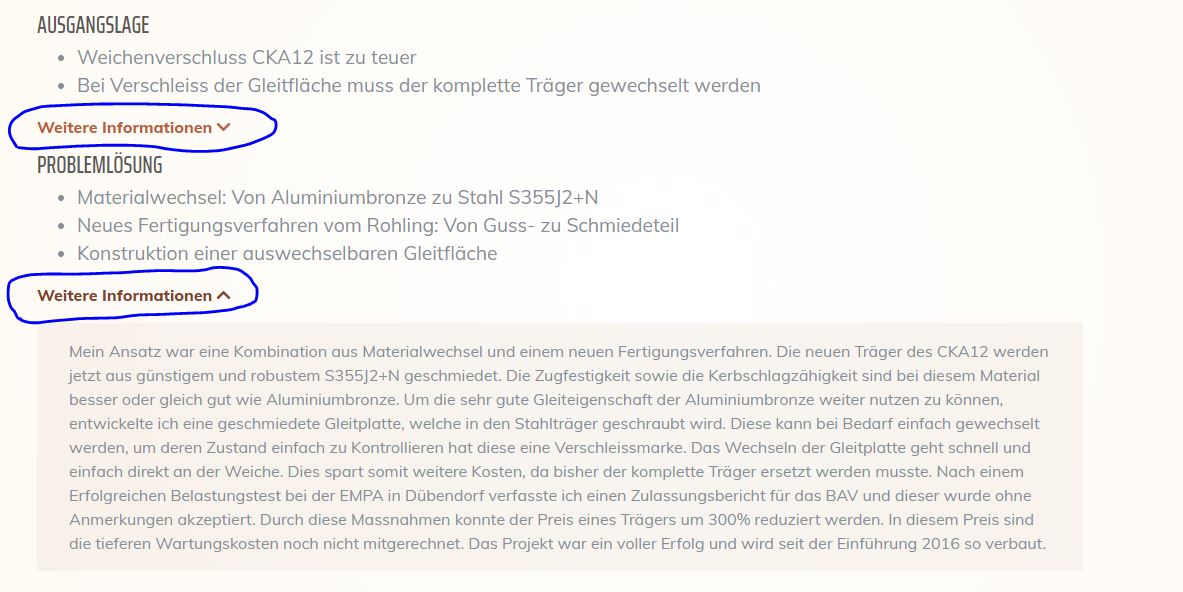 AUSGANGSLAGE
• Weichenverschluss CKA12 ist zu teuer
• Bei Verschleiss der Gleitfläche muss der komplette Träger gewechselt werden
Weitere Informationen
PROBLEMLÖSUNG
• Materialwechsel: Von Aluminiumbronze zu Stahl S355J2+N
• Neues Fertigungsverfahren vom Rohling: Von Guss- zu Schmiedeteil
• Konstruktion einer auswechselbaren Gleitfläche
Weitere Informationen
Mein Ansatz war eine Kombination aus Materialwechsel und einem neuen Fertigungsverfahren. Die neuen Träger des CKA12 werden
jetzt aus günstigem und robustem S355J2+N geschmiedet. Die Zugfestigkeit sowie die Kerbschlagzähigkeit sind bei diesem Material
besser oder gleich gut wie Aluminiumbronze. Um die sehr gute Gleiteigenschaft der Aluminiumbronze weiter nutzen zu können,
entwickelte ich eine geschmiedete Gleitplatte, welche in den Stahlträger geschraubt wird. Diese kann bei Bedarf einfach gewechselt
werden, um deren Zustand einfach zu Kontrollieren hat diese eine Verschleissmarke. Das Wechseln der Gleitplatte geht schnell und
einfach direkt an der Weiche. Dies spart somit weitere Kosten, da bisher der komplette Träger ersetzt werden musste. Nach einem
Erfolgreichen Belastungstest bei der EMPA in Dübendorf verfasste ich einen Zulassungsbericht für das BAV und dieser wurde ohne
Anmerkungen akzeptiert. Durch diese Massnahmen konnte der Preis eines Trägers um 300% reduziert werden. In diesem Preis sind
die tieferen Wartungskosten noch nicht mitgerechnet. Das Projekt war ein voller Erfolg und wird seit der Einführung 2016 so verbaut.